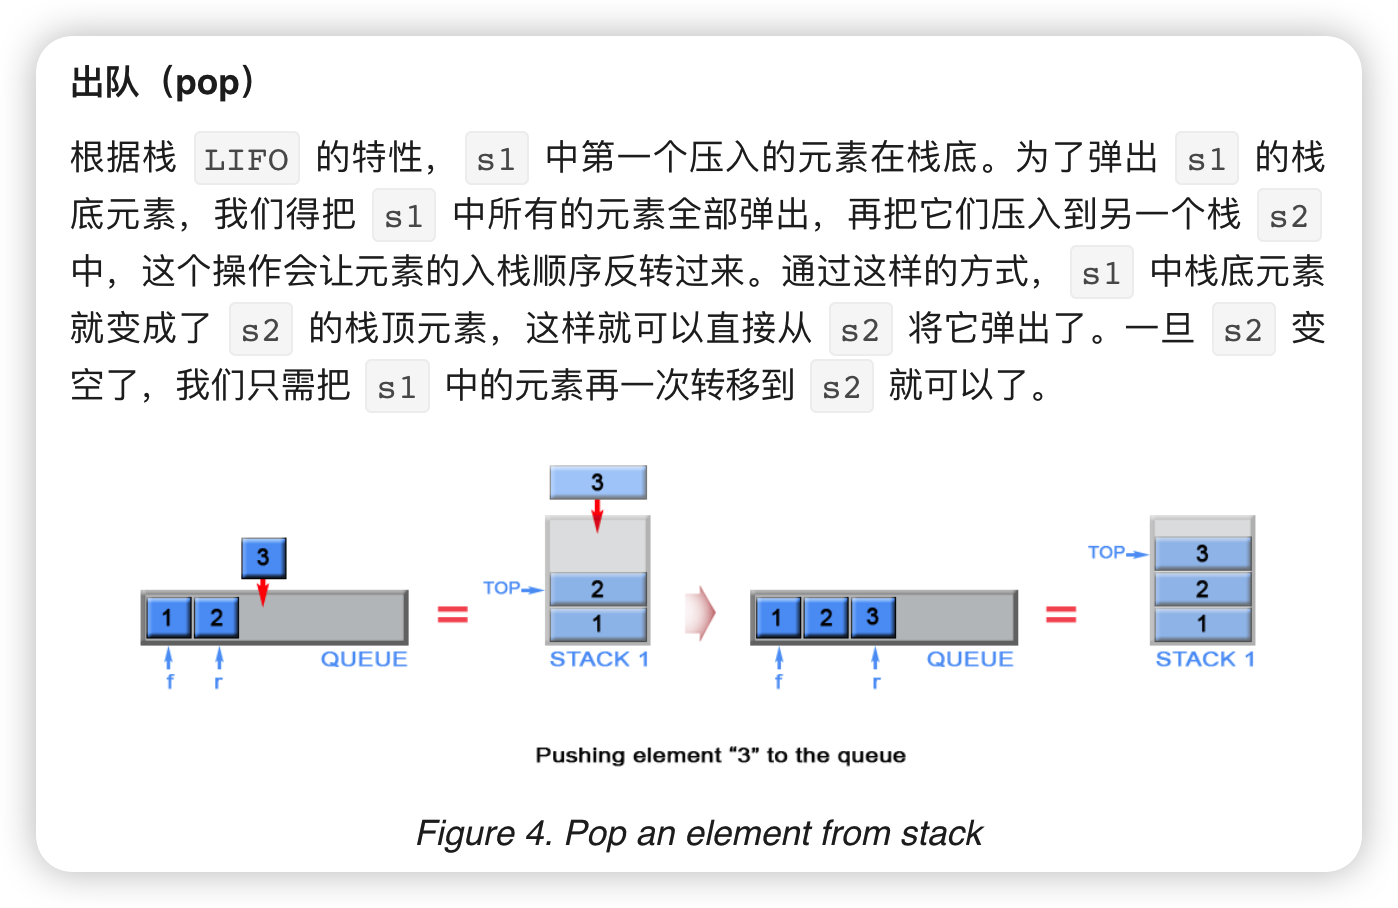 出队（pop）
根据栈 LIFO 的特性， s1 中第一个压入的元素在栈底。为了弹出 s1 的栈
底元素，我们得把 s1 中所有的元素全部弹出，再把它们压入到另一个栈 s2
中，这个操作会让元素的入栈顺序反转过来。通过这样的方式， s1 中栈底元素
就变成了 s2 的栈顶元素，这样就可以直接从 s2 将它弹出了。一旦 s2 变
空了，我们只需把 s1 中的元素再一次转移到 s2 就可以了。
3
1 2
QUEUE
f r
=
3
TOP
2
1
STACK 1
1 2 3
QUEUE
f r
=
TOP
3
2
1
STACK 1
Pushing element “3” to the queue
Figure 4. Pop an element from stack